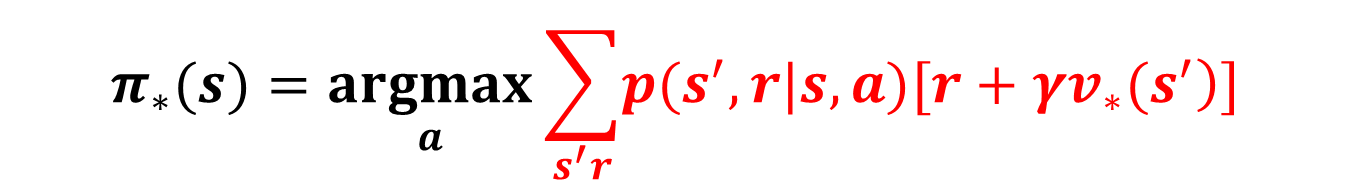 π∗(s) = argmax a ∑ s′r p(s′, r|s, a)[r + γv∗(s′)]